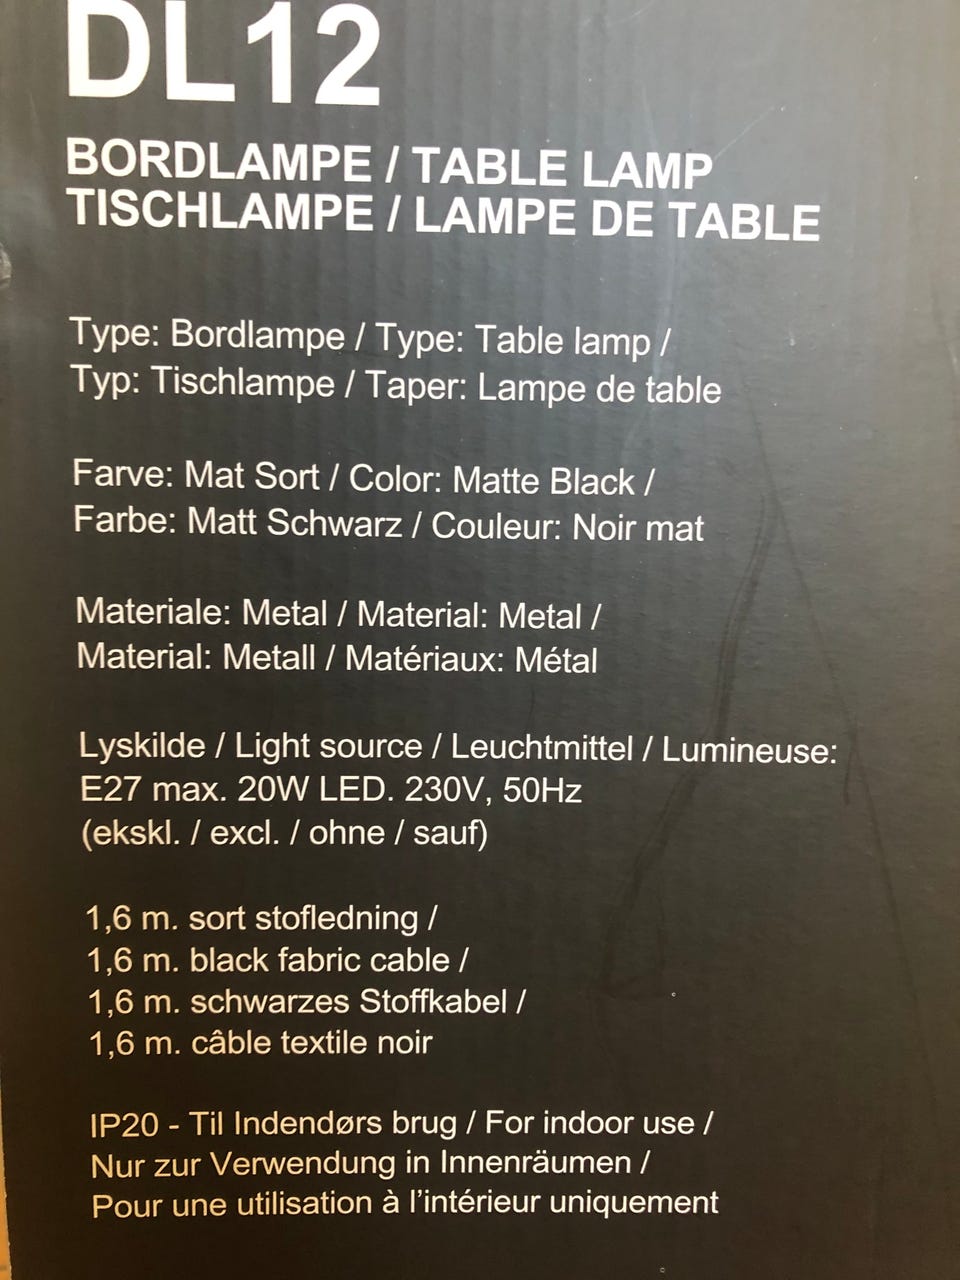 DL12
BORDLAMPE / TABLE LAMP
TISCHLAMPE / LAMPE DE TABLE
Type: Bordlampe / Type: Table lamp /
Typ: Tischlampe / Taper: Lampe de table
Farve: Mat Sort / Color: Matte Black /
Farbe: Matt Schwarz / Couleur: Noir mat
Materiale: Metal / Material: Metal /
Material: Metall / Matériaux: Métal
Lyskilde / Light source / Leuchtmittel / Lumineuse:
E27 max. 20W LED. 230V, 50Hz
(ekskl. / excl. / ohne / sauf)
1,6 m. sort stofledning /
1,6 m. black fabric cable /
1,6 m. schwarzes Stoffkabel /
1,6 m. câble textile noir
IP20 - Til Indendørs brug / For indoor use /
Nur zur Verwendung in Innenräumen /
Pour une utilisation à l’intérieur uniquement